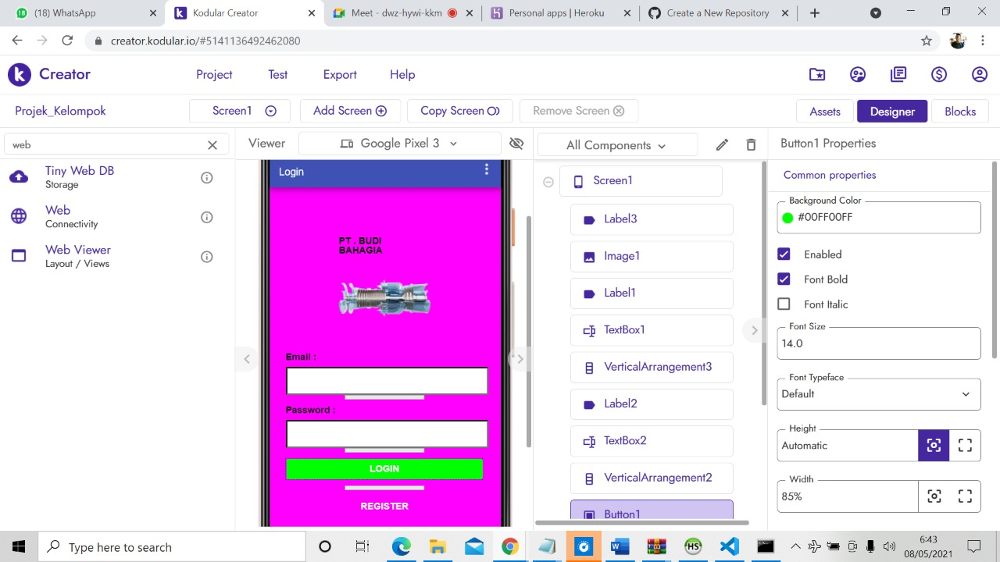 (18) WhatsApp
Kodular Creator
Meet - dwz-hywi-kkm
Personal apps | Heroku
Create a New Repository
creator.kodular.io/#5141136492462080
Creator
Project
Test
Export
Help
Projek_Kelompok
Screen1
Add Screen
Copy Screen
Remove Screen
Assets
Designer
Blocks
web
Viewer
Google Pixel 3
All Components
Button1 Properties
Tiny Web DB
Storage
Web
Connectivity
Web Viewer
Layout / Views
Login
PT . BUDI
BAHAGIA
Email :
Password :
LOGIN
REGISTER
Screen1
Label3
Image1
Label1
TextBox1
VerticalArrangement3
Label2
TextBox2
VerticalArrangement2
Button1
Common properties
Background Color
#00FF00FF
Enabled
Font Bold
Font Italic
Font Size
14.0
Font Typeface
Default
Height
Automatic
Width
85%
Type here to search
HS
6:43
08/05/2021